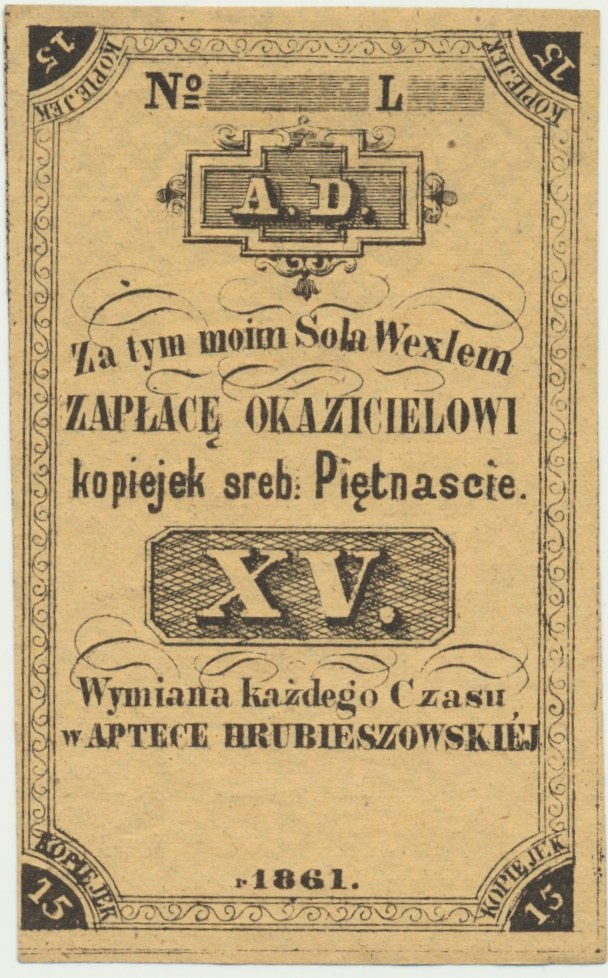 15 KOPIEJEK
15 KOPIEJEK
No L
A. D.
Za tym moim Sola Wexlem
ZAPŁACĘ OKAZICIELOWI
kopiejek sreb: Piętnascie.
XV.
Wymiana każdego Czasu
w APTECE HRUBIESZOWSKIÉJ
r 1861.
KOPIEJEK 15
KOPIEJEK 15